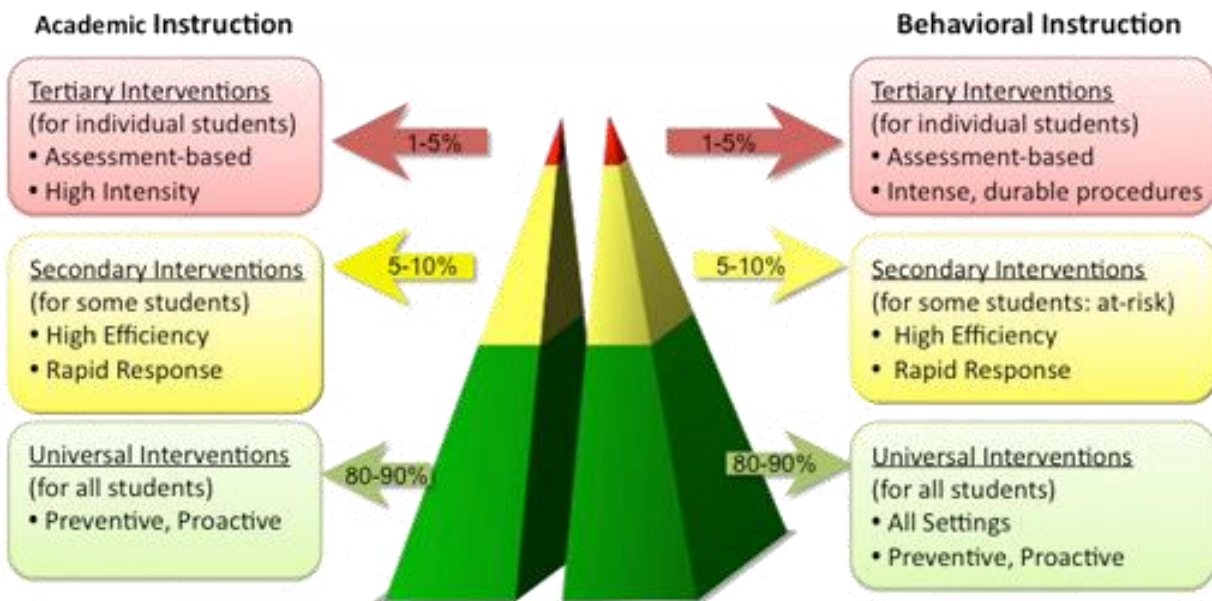 Academic Instruction
Tertiary Interventions
(for individual students)
• Assessment-based
• High Intensity
1-5%
Secondary Interventions
(for some students)
• High Efficiency
• Rapid Response
5-10%
Universal Interventions
(for all students)
• Preventive, Proactive
80-90%
Behavioral Instruction
1-5%
Tertiary Interventions
(for individual students)
• Assessment-based
• Intense, durable procedures
5-10%
Secondary Interventions
(for some students: at-risk)
• High Efficiency
• Rapid Response
80-90%
Universal Interventions
(for all students)
• All Settings
• Preventive, Proactive